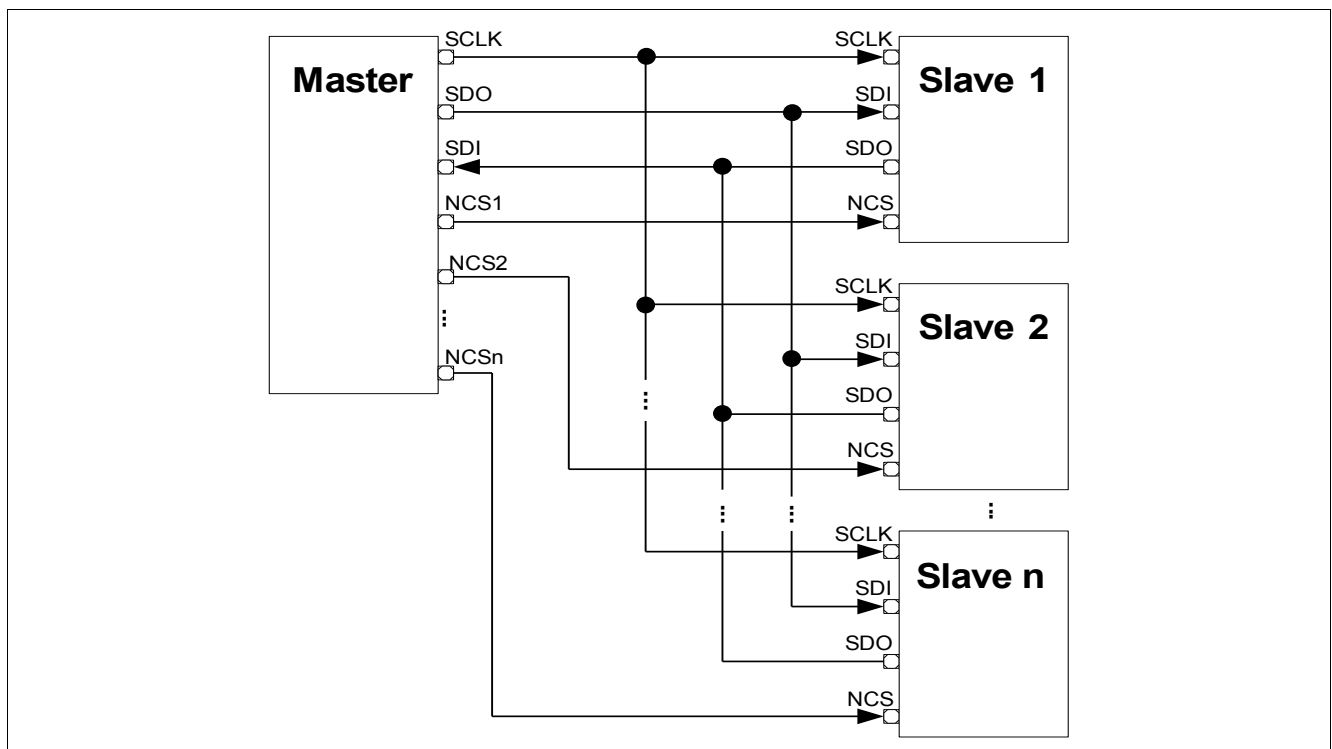 Master
SCLK
SDO
SDI
NCS1
NCS2
...
NCSn
SCLK
SDI
SDO
NCS
Slave 1
SCLK
SDI
SDO
NCS
Slave 2
...
...
...
...
SCLK
SDI
SDO
NCS
Slave n